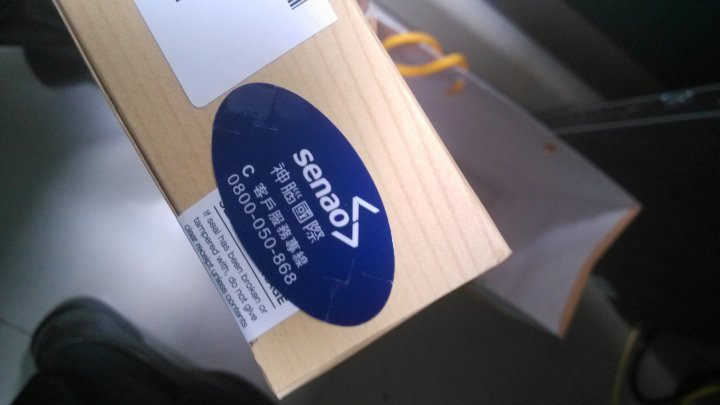 senao
神腦國際
C 客戶服務專線
0800-050-868
If seal has been broken or
tampered with, do not give
clear receipt unless contents